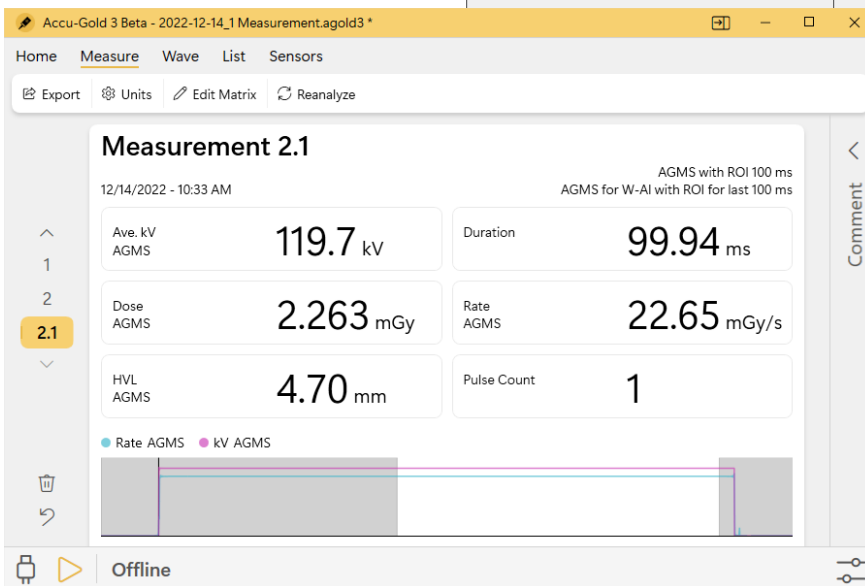 Accu-Gold 3 Beta - 2022-12-14_1 Measurement.agold3 *
Home Measure Wave List Sensors
Export Units Edit Matrix Reanalyze
Measurement 2.1
12/14/2022 - 10:33 AM
AGMS with ROI 100 ms
AGMS for W-AI with ROI for last 100 ms
Ave. kV
AGMS
119.7 kV
Duration
99.94 ms
Dose
AGMS
2.263 mGy
Rate
AGMS
22.65 mGy/s
HVL
AGMS
4.70 mm
Pulse Count
1
Rate AGMS kV AGMS
1
2
2.1
Comment
Offline